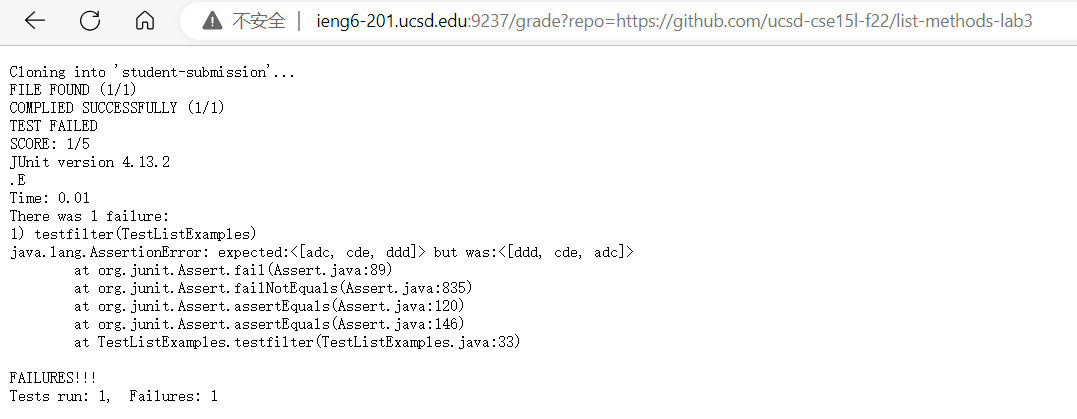 不安全 | ieng6-201.ucsd.edu:9237/grade?repo=https://github.com/ucsd-cse15l-f22/list-methods-lab3
Cloning into 'student-submission'...
FILE FOUND (1/1)
COMPLIED SUCCESSFULLY (1/1)
TEST FAILED
SCORE: 1/5
JUnit version 4.13.2
.E
Time: 0.01
There was 1 failure:
1) testfilter(TestListExamples)
java.lang.AssertionError: expected:<[adc, cde, ddd]> but was:<[ddd, cde, adc]>
at org.junit.Assert.fail(Assert.java:89)
at org.junit.Assert.failNotEquals(Assert.java:835)
at org.junit.Assert.assertEquals(Assert.java:120)
at org.junit.Assert.assertEquals(Assert.java:146)
at TestListExamples.testfilter(TestListExamples.java:33)
FAILURES!!!
Tests run: 1,  Failures: 1